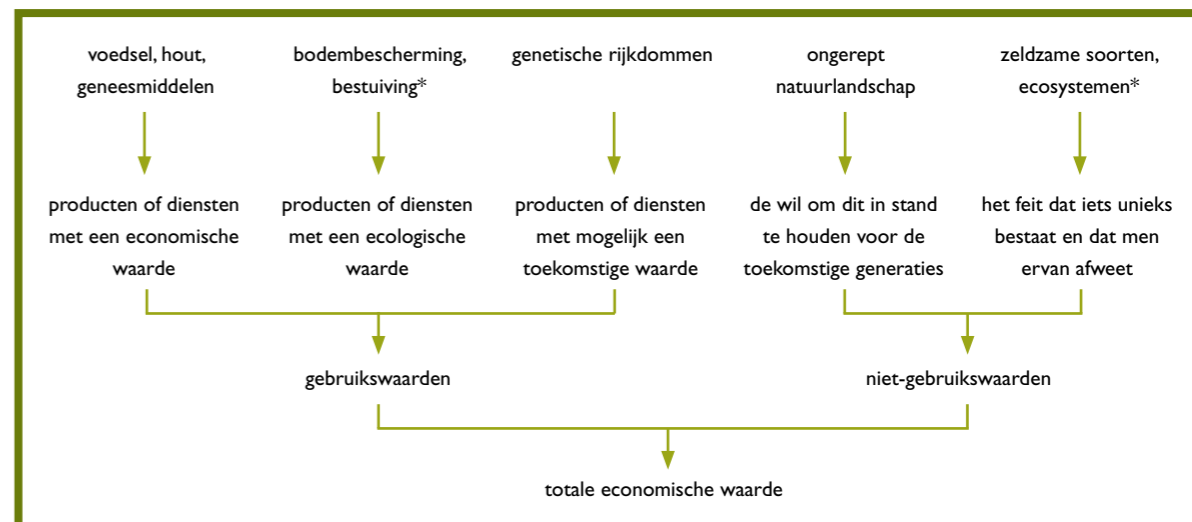 voedsel, hout,
geneesmiddelen
bodembescherming,
bestuiving*
genetische rijkdommen
ongerept
natuurlandschap
zeldzame soorten,
ecosystemen*
producten of diensten
met een economische
waarde
producten of diensten
met een ecologische
waarde
producten of diensten
met mogelijk een
toekomstige waarde
de wil om dit in stand
te houden voor de
toekomstige generaties
het feit dat iets unieks
bestaat en dat men
ervan afweet
gebruikswaarden
niet-gebruikswaarden
totale economische waarde